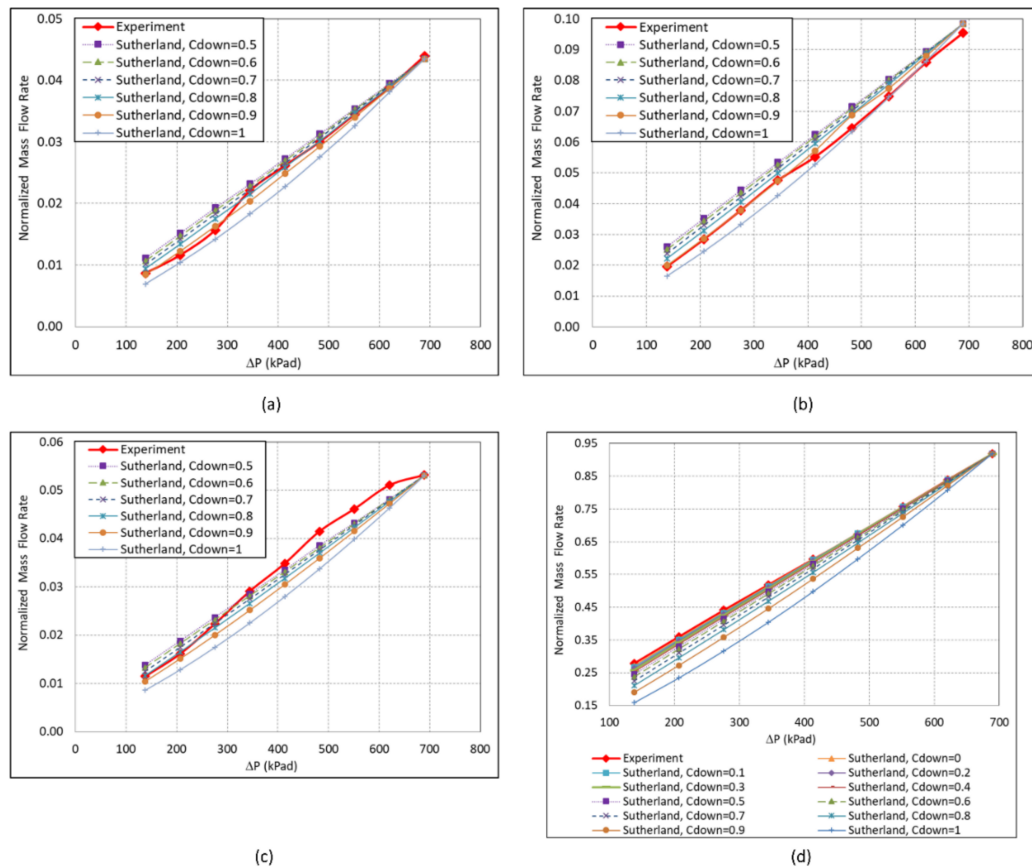 0.05
0.04
0.03
0.02
0.01
0.00
Normalized Mass Flow Rate
Experiment
Sutherland, Cdown=0.5
Sutherland, Cdown=0.6
Sutherland, Cdown=0.7
Sutherland, Cdown=0.8
Sutherland, Cdown=0.9
Sutherland, Cdown=1
0 100 200 300 400 500 600 700 800
ΔP (kPad)
(a)
0.10
0.09
0.08
0.07
0.06
0.05
0.04
0.03
0.02
0.01
0.00
Normalized Mass Flow Rate
Experiment
Sutherland, Cdown=0.5
Sutherland, Cdown=0.6
Sutherland, Cdown=0.7
Sutherland, Cdown=0.8
Sutherland, Cdown=0.9
Sutherland, Cdown=1
0 100 200 300 400 500 600 700 800
ΔP (kPad)
(b)
0.06
0.05
0.04
0.03
0.02
0.01
0.00
Normalized Mass Flow Rate
Experiment
Sutherland, Cdown=0.5
Sutherland, Cdown=0.6
Sutherland, Cdown=0.7
Sutherland, Cdown=0.8
Sutherland, Cdown=0.9
Sutherland, Cdown=1
0 100 200 300 400 500 600 700 800
ΔP (kPad)
(c)
0.95
0.85
0.75
0.65
0.55
0.45
0.35
0.25
0.15
Normalized Mass Flow Rate
100 200 300 400 500 600 700
ΔP (kPad)
Experiment Sutherland, Cdown=0
Sutherland, Cdown=0.1 Sutherland, Cdown=0.2
Sutherland, Cdown=0.3 Sutherland, Cdown=0.4
Sutherland, Cdown=0.5 Sutherland, Cdown=0.6
Sutherland, Cdown=0.7 Sutherland, Cdown=0.8
Sutherland, Cdown=0.9 Sutherland, Cdown=1
(d)